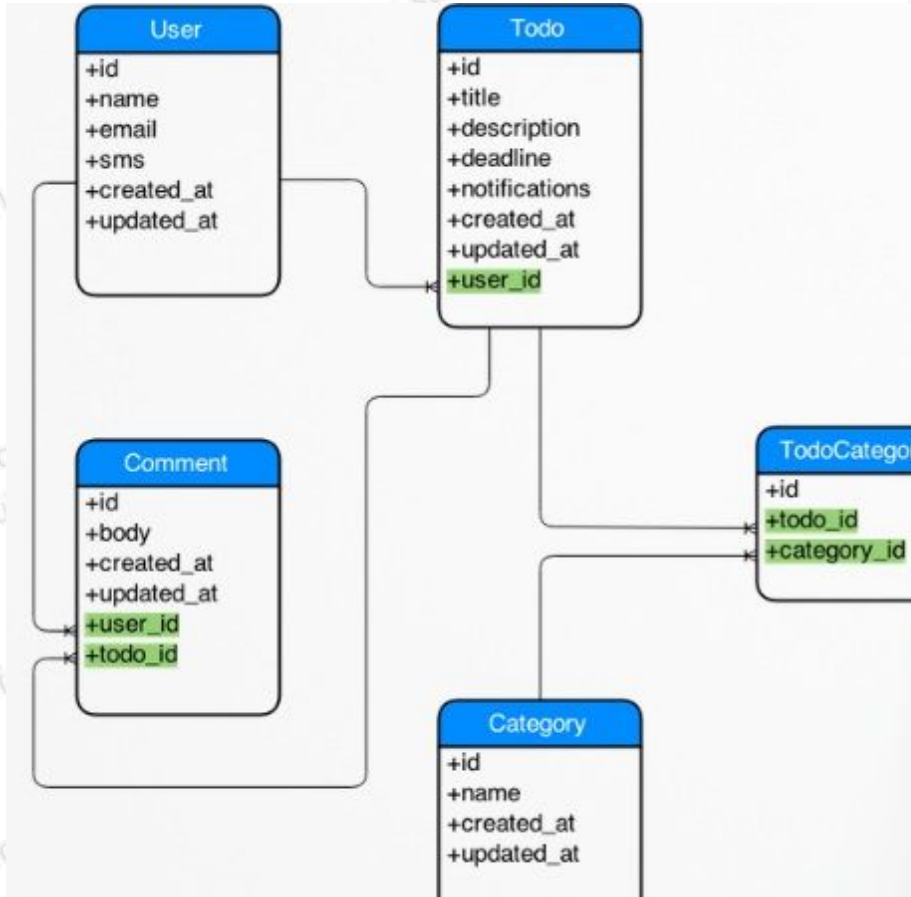 User
+id
+name
+email
+sms
+created_at
+updated_at
Todo
+id
+title
+description
+deadline
+notifications
+created_at
+updated_at
+user_id
Comment
+id
+body
+created_at
+updated_at
+user_id
+todo_id
TodoCategor
+id
+todo_id
+category_id
Category
+id
+name
+created_at
+updated_at